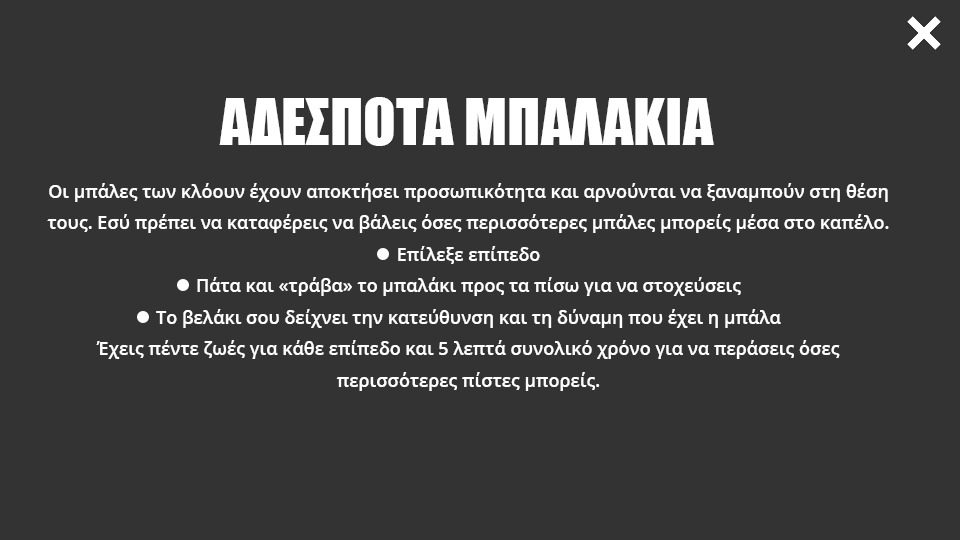 ΑΔΕΣΠΟΤΑ ΜΠΑΛΑΚΙΑ
Οι μπάλες των κλόουν έχουν αποκτήσει προσωπικότητα και αρνούνται να ξαναμπούν στη θέση
τους. Εσύ πρέπει να καταφέρεις να βάλεις όσες περισσότερες μπάλες μπορείς μέσα στο καπέλο.
● Επίλεξε επίπεδο
● Πάτα και «τράβα» το μπαλάκι προς τα πίσω για να στοχεύσεις
● Το βελάκι σου δείχνει την κατεύθυνση και τη δύναμη που έχει η μπάλα
Έχεις πέντε ζωές για κάθε επίπεδο και 5 λεπτά συνολικό χρόνο για να περάσεις όσες
περισσότερες πίστες μπορείς.